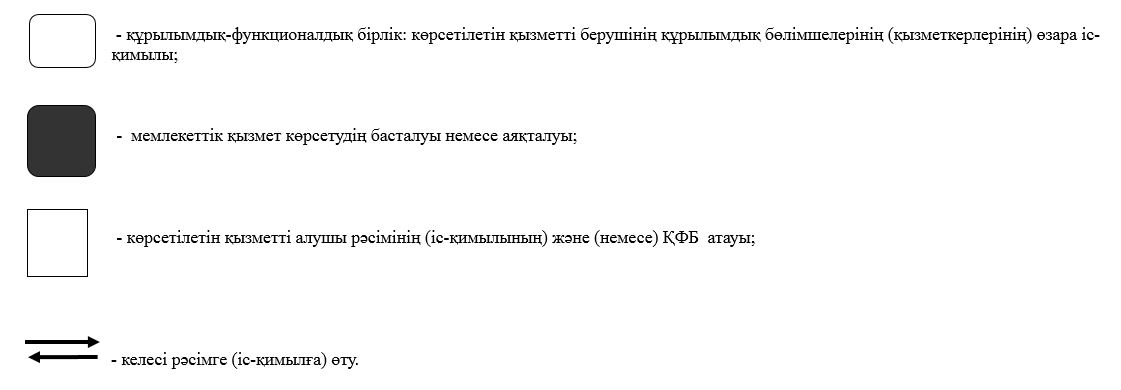 - құрылымдық-функционалдық бірлік: көрсетілетін қызметті берушінің құрылымдық бөлімшелерінің (қызметкерлерінің) өзара іс-
қимылы;
- мемлекеттік қызмет көрсетудің басталуы немесе аяқталуы;
- көрсетілетін қызметті алушы рәсімінің (іс-қимылының) және (немесе) ҚФБ атауы;
- келесі рәсімге (іс-қимылға) өту.